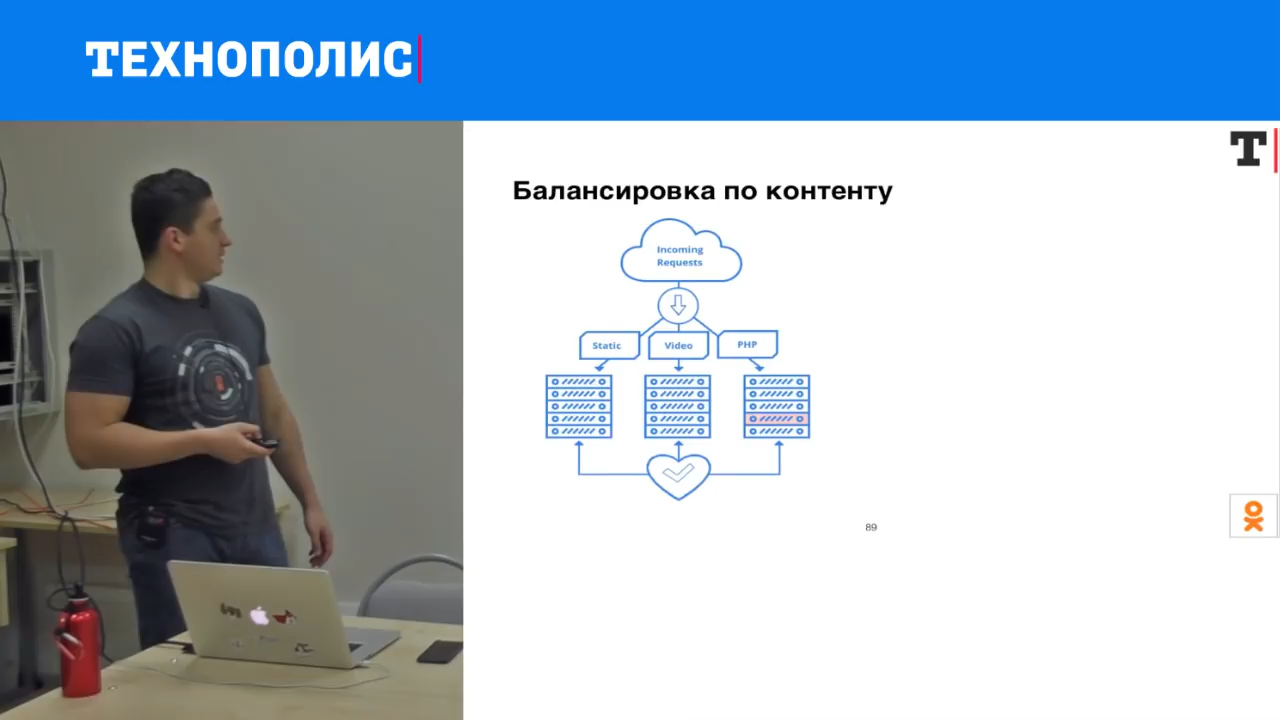 ТЕХНОПОЛИС
Т
Балансировка по контенту
Incoming
Requests
Static
Video
PHP
89